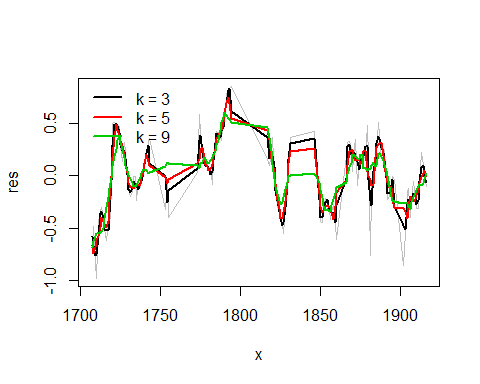 k = 3
k = 5
k = 9
0.5
0.0
-0.5
-1.0
res
1700 1750 1800 1850 1900
x